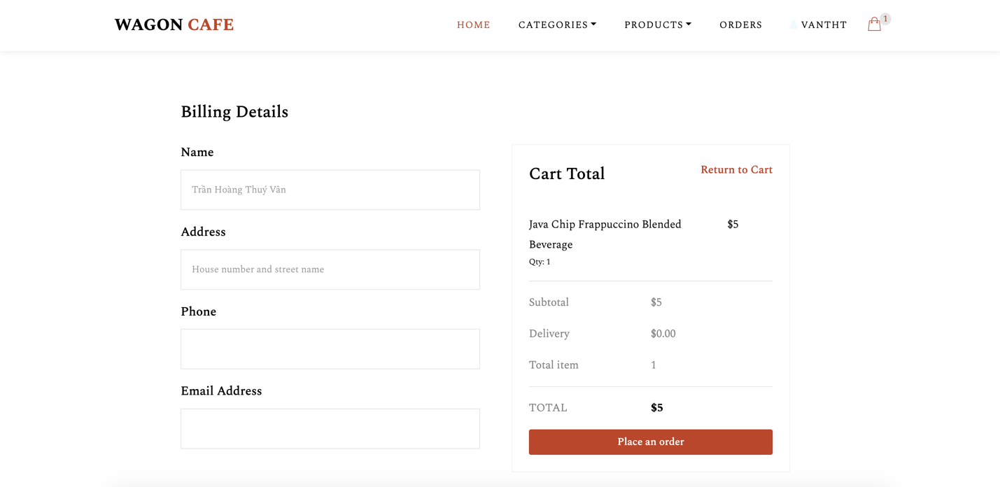 WAGON CAFE
HOME
CATEGORIES
PRODUCTS
ORDERS
VANTHT
1
Billing Details
Name
Trần Hoàng Thuý Vân
Address
House number and street name
Phone
Email Address
Cart Total
Return to Cart
Java Chip Frappuccino Blended $5
Beverage
Qty: 1
Subtotal $5
Delivery $0.00
Total item 1
TOTAL $5
Place an order